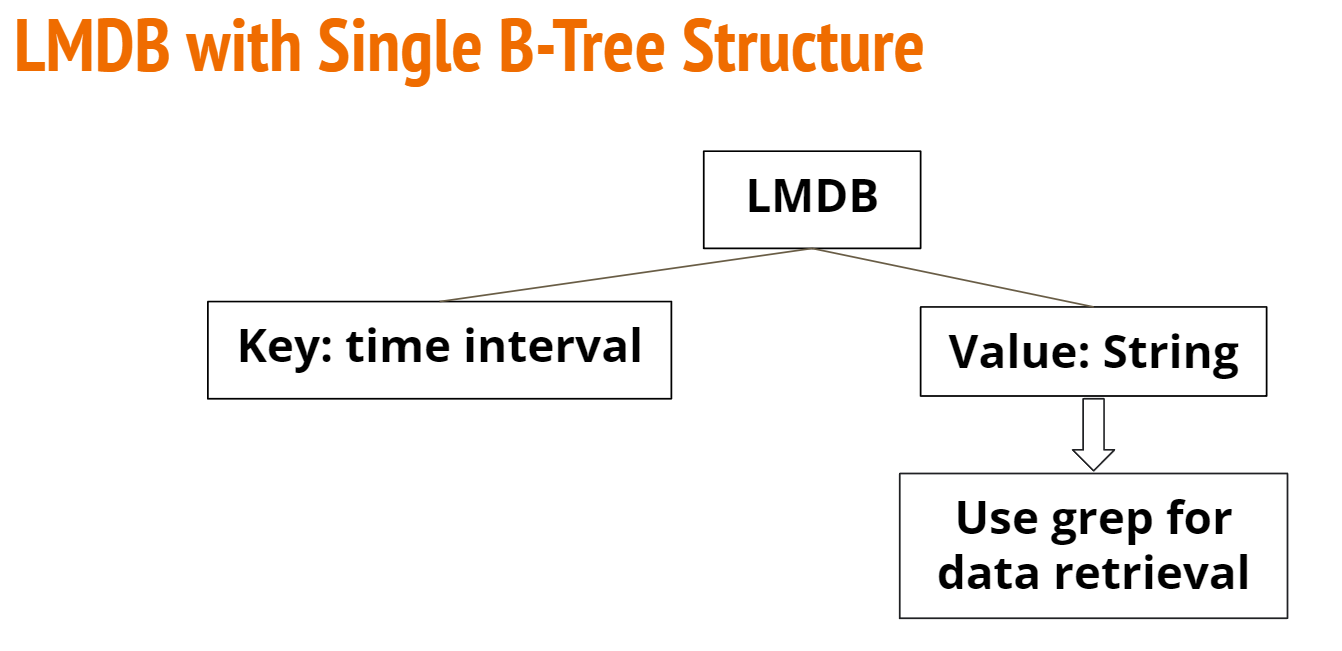 LMDB with Single B-Tree Structure
LMDB
Key: time interval
Value: String
Use grep for
data retrieval